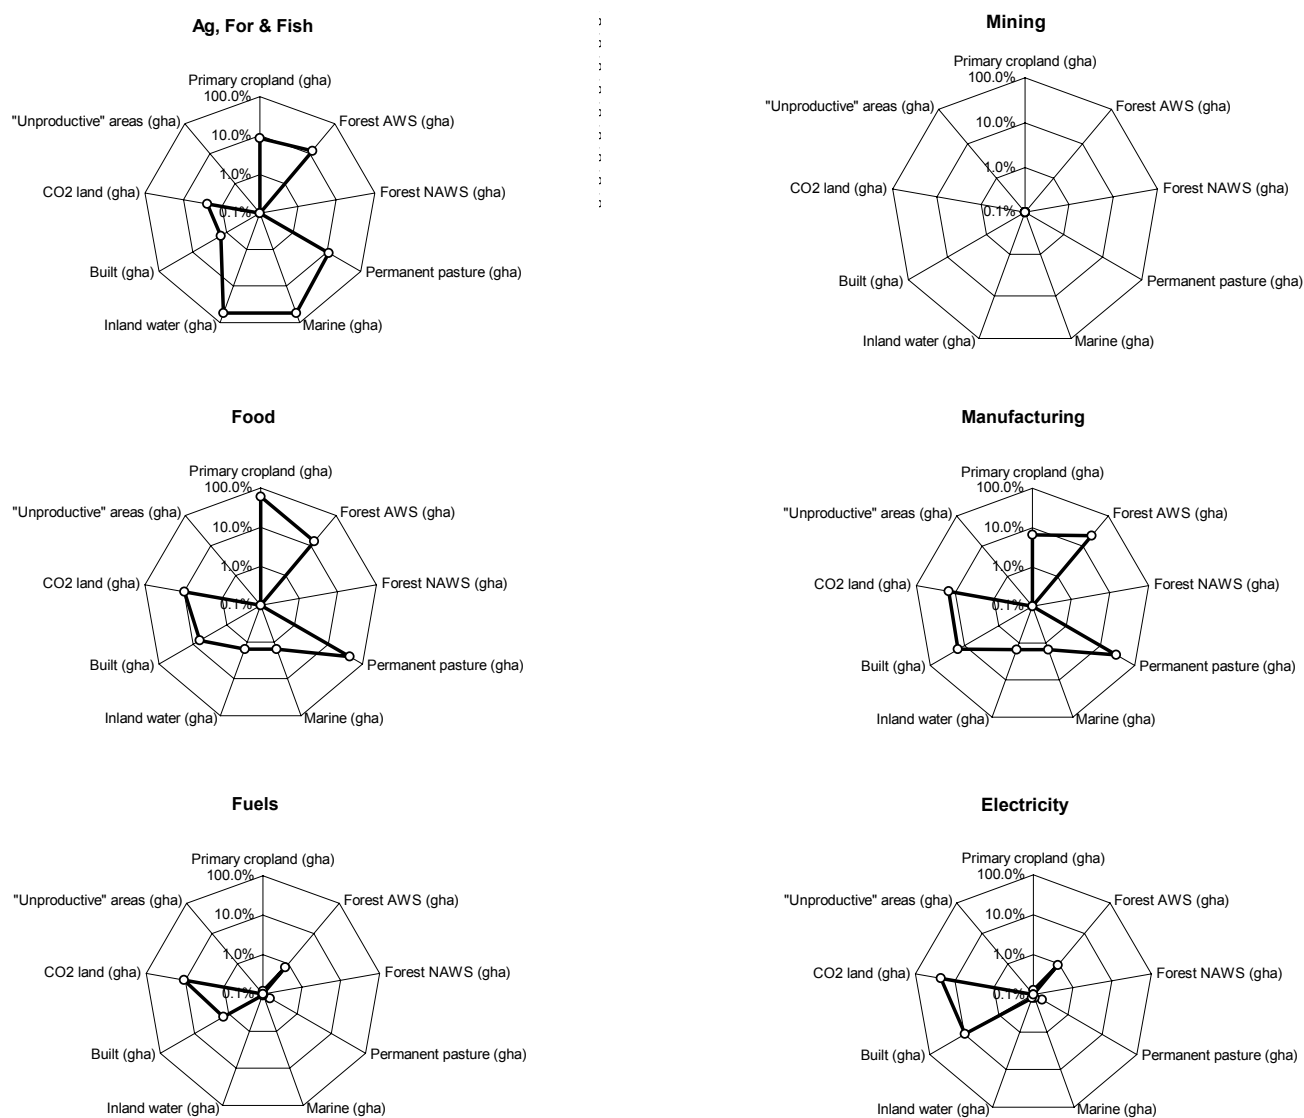 Ag, For & Fish
Primary cropland (gha)
100.0%
"Unproductive" areas (gha)
Forest AWS (gha)
10.0%
1.0%
CO2 land (gha)
Forest NAWS (gha)
0.1%
Built (gha)
Permanent pasture (gha)
Inland water (gha)
Marine (gha)
Mining
Primary cropland (gha)
100.0%
"Unproductive" areas (gha)
Forest AWS (gha)
10.0%
1.0%
CO2 land (gha)
Forest NAWS (gha)
0.1%
Built (gha)
Permanent pasture (gha)
Inland water (gha)
Marine (gha)
Food
Primary cropland (gha)
100.0%
"Unproductive" areas (gha)
Forest AWS (gha)
10.0%
1.0%
CO2 land (gha)
Forest NAWS (gha)
0.1%
Built (gha)
Permanent pasture (gha)
Inland water (gha)
Marine (gha)
Manufacturing
Primary cropland (gha)
100.0%
"Unproductive" areas (gha)
Forest AWS (gha)
10.0%
1.0%
CO2 land (gha)
Forest NAWS (gha)
0.1%
Built (gha)
Permanent pasture (gha)
Inland water (gha)
Marine (gha)
Fuels
Primary cropland (gha)
100.0%
"Unproductive" areas (gha)
Forest AWS (gha)
10.0%
1.0%
CO2 land (gha)
Forest NAWS (gha)
0.1%
Built (gha)
Permanent pasture (gha)
Inland water (gha)
Marine (gha)
Electricity
Primary cropland (gha)
100.0%
"Unproductive" areas (gha)
Forest AWS (gha)
10.0%
1.0%
CO2 land (gha)
Forest NAWS (gha)
0.1%
Built (gha)
Permanent pasture (gha)
Inland water (gha)
Marine (gha)